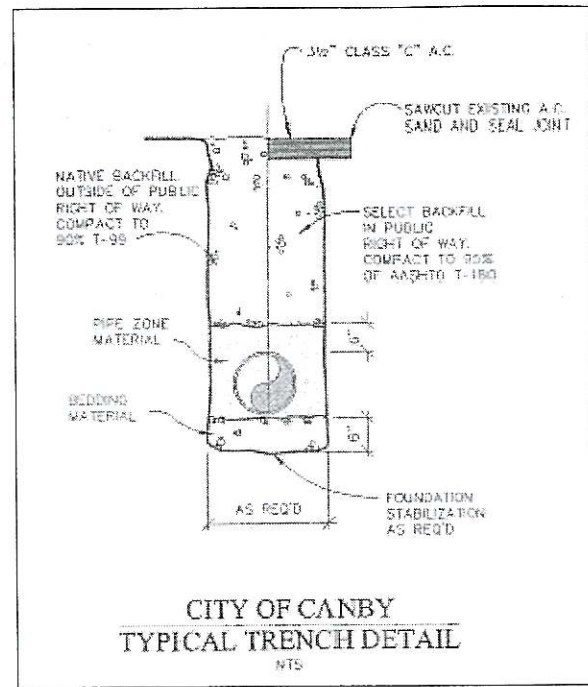 3½" CLASS "C" A.C.
SAWCUT EXISTING A.C.
SAND AND SEAL JOINT
NATIVE BACKFILL
OUTSIDE OF PUBLIC
RIGHT OF WAY.
COMPACT TO
90% T-99
SELECT BACKFILL
IN PUBLIC
RIGHT OF WAY.
COMPACT TO
OF AASHTO T-180
PIPE ZONE
MATERIAL
6"
BEDDING
MATERIAL
6"
AS REQ'D
FOUNDATION
STABILIZATION
AS REQ'D
CITY OF CANBY
TYPICAL TRENCH DETAIL
NTS